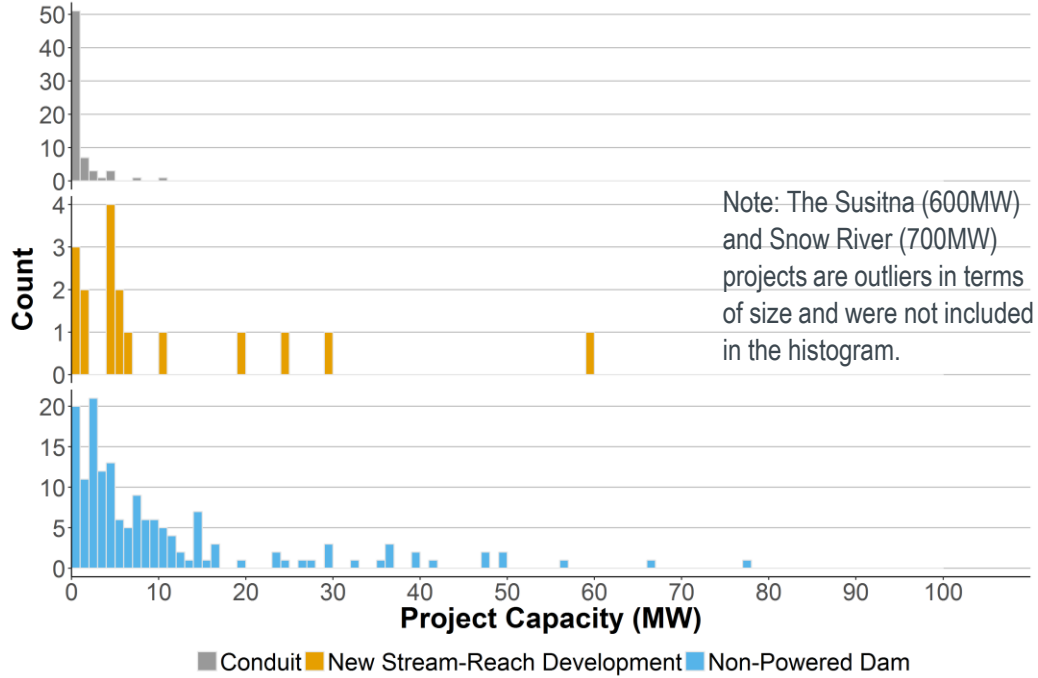 50
40
30
20
10
0
4
3
2
1
0
20
15
10
5
0
Count
Note: The Susitna (600MW)
and Snow River (700MW)
projects are outliers in terms
of size and were not included
in the histogram.
0 10 20 30 40 50 60 70 80 90 100
Project Capacity (MW)
Conduit New Stream-Reach Development Non-Powered Dam